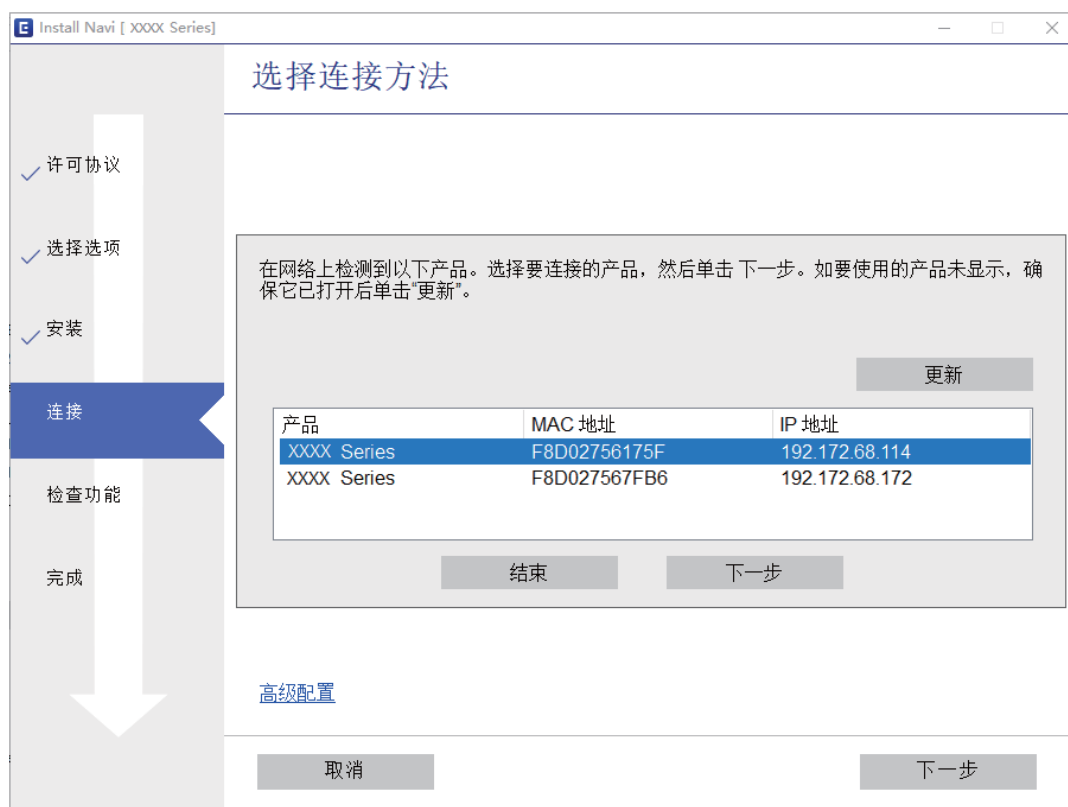 E Install Navi [ XXXX Series]
选择连接方法
许可协议
选择选项
安装
连接
检查功能
完成
在网络上检测到以下产品。选择要连接的产品，然后单击 下一步。如要使用的产品未显示，确
保它已打开后单击“更新”。
更新
产品 MAC 地址 IP 地址
XXXX Series F8D02756175F 192.172.68.114
XXXX Series F8D027567FB6 192.172.68.172
结束 下一步
高级配置
取消 下一步